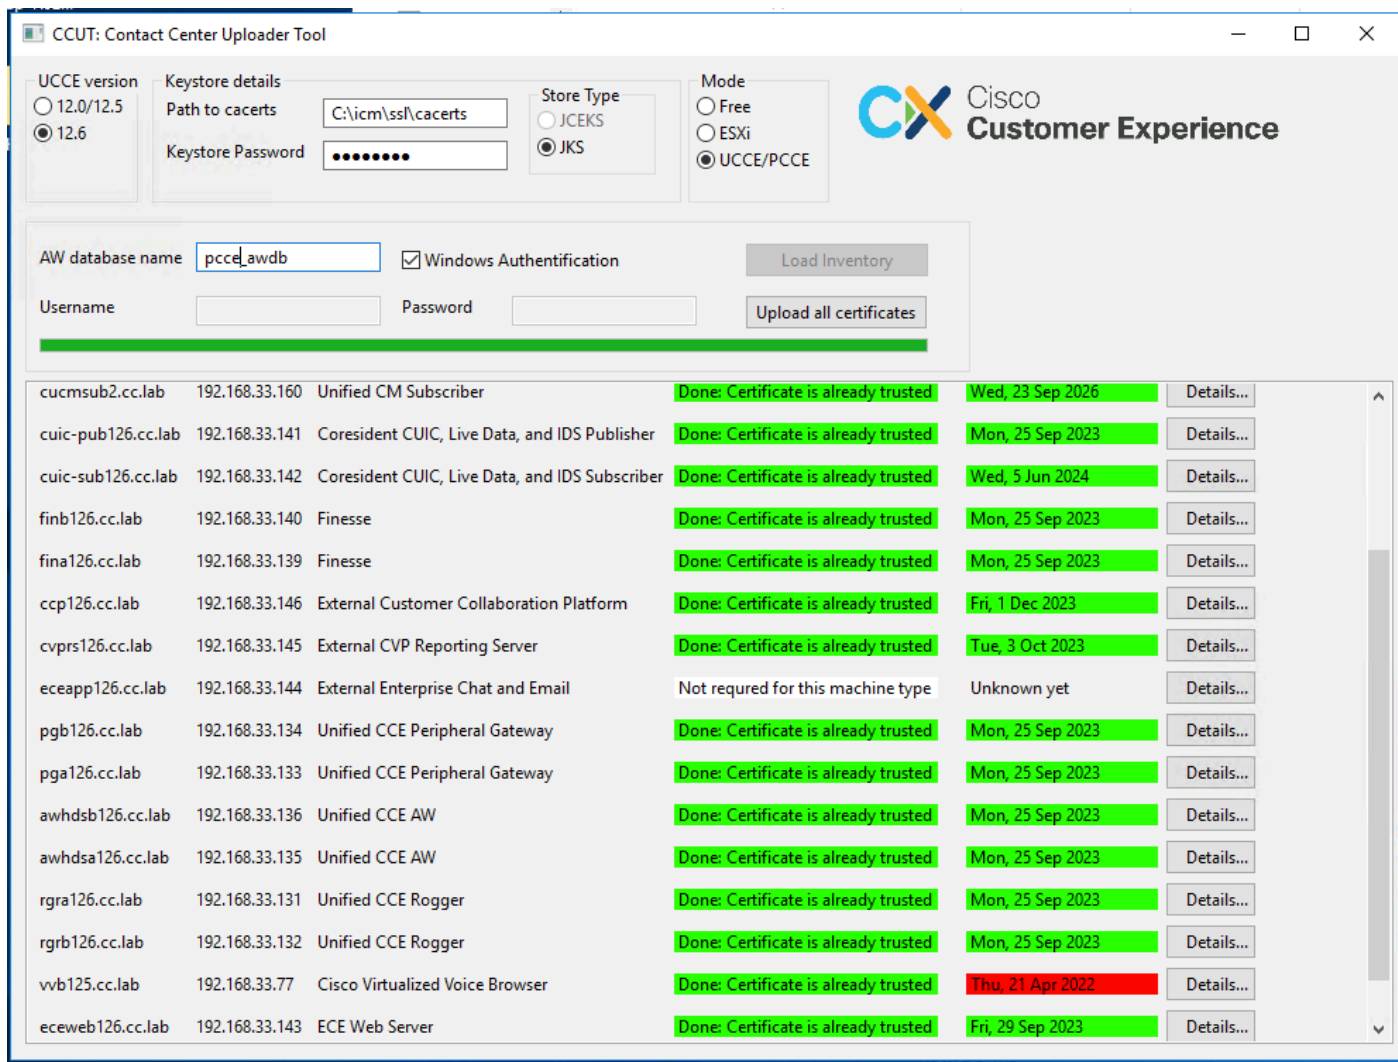 CCUT: Contact Center Uploader Tool
UCCE version
12.0/12.5
12.6
Keystore details
Path to cacerts C:\icm\ssl\cacerts
Keystore Password ●●●●●●●●
Store Type
JCEKS
JKS
Mode
Free
ESXi
UCCE/PCCE
CX Cisco
Customer Experience
AW database name pcce_awdb Windows Authentification Load Inventory
Username Password Upload all certificates
cucmsub2.cc.lab 192.168.33.160 Unified CM Subscriber Done: Certificate is already trusted Wed, 23 Sep 2026 Details...
cuic-pub126.cc.lab 192.168.33.141 Coresident CUIC, Live Data, and IDS Publisher Done: Certificate is already trusted Mon, 25 Sep 2023 Details...
cuic-sub126.cc.lab 192.168.33.142 Coresident CUIC, Live Data, and IDS Subscriber Done: Certificate is already trusted Wed, 5 Jun 2024 Details...
finb126.cc.lab 192.168.33.140 Finesse Done: Certificate is already trusted Mon, 25 Sep 2023 Details...
fina126.cc.lab 192.168.33.139 Finesse Done: Certificate is already trusted Mon, 25 Sep 2023 Details...
ccp126.cc.lab 192.168.33.146 External Customer Collaboration Platform Done: Certificate is already trusted Fri, 1 Dec 2023 Details...
cvprs126.cc.lab 192.168.33.145 External CVP Reporting Server Done: Certificate is already trusted Tue, 3 Oct 2023 Details...
eceapp126.cc.lab 192.168.33.144 External Enterprise Chat and Email Not requred for this machine type Unknown yet Details...
pgb126.cc.lab 192.168.33.134 Unified CCE Peripheral Gateway Done: Certificate is already trusted Mon, 25 Sep 2023 Details...
pga126.cc.lab 192.168.33.133 Unified CCE Peripheral Gateway Done: Certificate is already trusted Mon, 25 Sep 2023 Details...
awhdsb126.cc.lab 192.168.33.136 Unified CCE AW Done: Certificate is already trusted Mon, 25 Sep 2023 Details...
awhdsa126.cc.lab 192.168.33.135 Unified CCE AW Done: Certificate is already trusted Mon, 25 Sep 2023 Details...
rgra126.cc.lab 192.168.33.131 Unified CCE Rogger Done: Certificate is already trusted Mon, 25 Sep 2023 Details...
rgrb126.cc.lab 192.168.33.132 Unified CCE Rogger Done: Certificate is already trusted Mon, 25 Sep 2023 Details...
vvb125.cc.lab 192.168.33.77 Cisco Virtualized Voice Browser Done: Certificate is already trusted Thu, 21 Apr 2022 Details...
eceweb126.cc.lab 192.168.33.143 ECE Web Server Done: Certificate is already trusted Fri, 29 Sep 2023 Details...